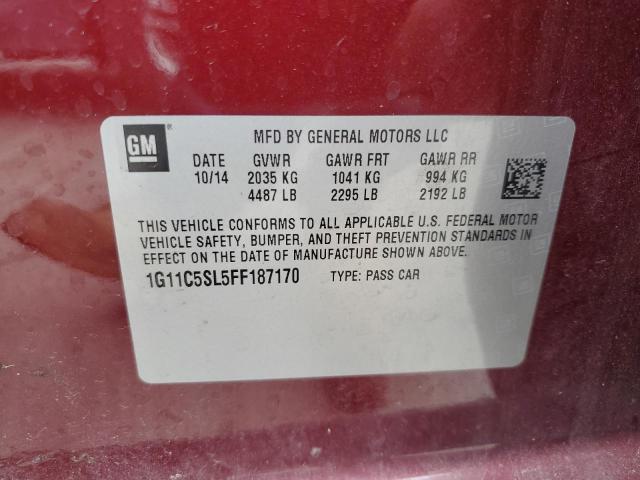 GM
MFD BY GENERAL MOTORS LLC
DATE GVWR GAWR FRT GAWR RR
10/14 2035 KG 1041 KG 994 KG
4487 LB 2295 LB 2192 LB
THIS VEHICLE CONFORMS TO ALL APPLICABLE U.S. FEDERAL MOTOR
VEHICLE SAFETY, BUMPER, AND THEFT PREVENTION STANDARDS IN
EFFECT ON THE DATE OF MANUFACTURE SHOWN ABOVE.
1G11C5SL5FF187170 TYPE: PASS CAR